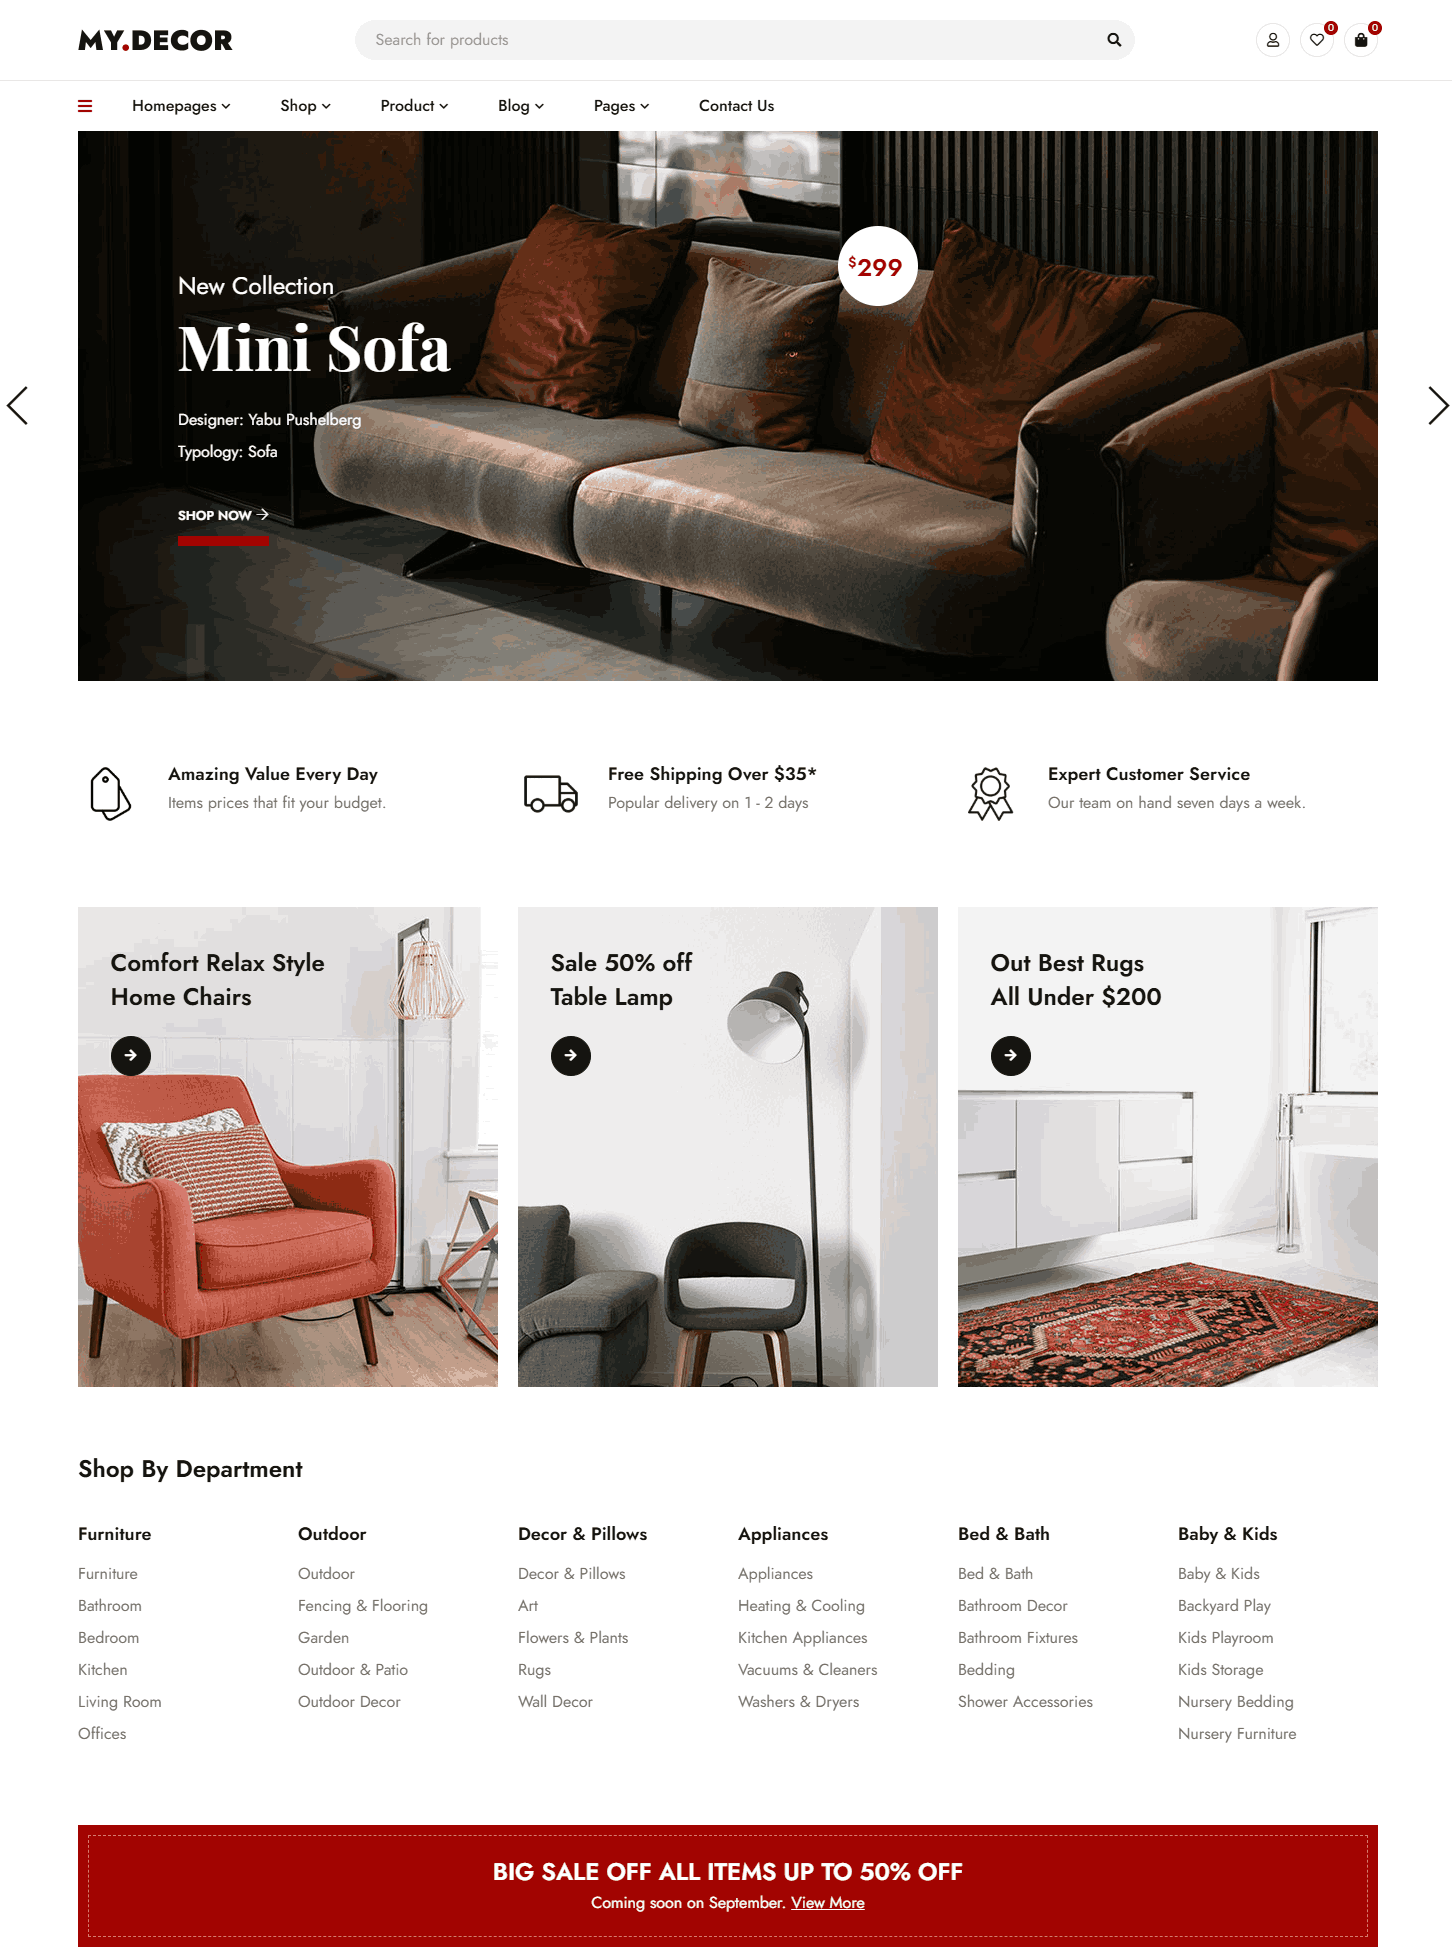 MY.DECOR
Search for products
0
0
Homepages
Shop
Product
Blog
Pages
Contact Us
$299
New Collection
Mini Sofa
Designer: Yabu Pushelberg
Typology: Sofa
SHOP NOW
Amazing Value Every Day
Items prices that fit your budget.
Free Shipping Over $35*
Popular delivery on 1 - 2 days
Expert Customer Service
Our team on hand seven days a week.
Comfort Relax Style
Home Chairs
Sale 50% off
Table Lamp
Out Best Rugs
All Under $200
Shop By Department
Furniture
Furniture
Bathroom
Bedroom
Kitchen
Living Room
Offices
Outdoor
Outdoor
Fencing & Flooring
Garden
Outdoor & Patio
Outdoor Decor
Decor & Pillows
Decor & Pillows
Art
Flowers & Plants
Rugs
Wall Decor
Appliances
Appliances
Heating & Cooling
Kitchen Appliances
Vacuums & Cleaners
Washers & Dryers
Bed & Bath
Bed & Bath
Bathroom Decor
Bathroom Fixtures
Bedding
Shower Accessories
Baby & Kids
Baby & Kids
Backyard Play
Kids Playroom
Kids Storage
Nursery Bedding
Nursery Furniture
BIG SALE OFF ALL ITEMS UP TO 50% OFF
Coming soon on September. View More